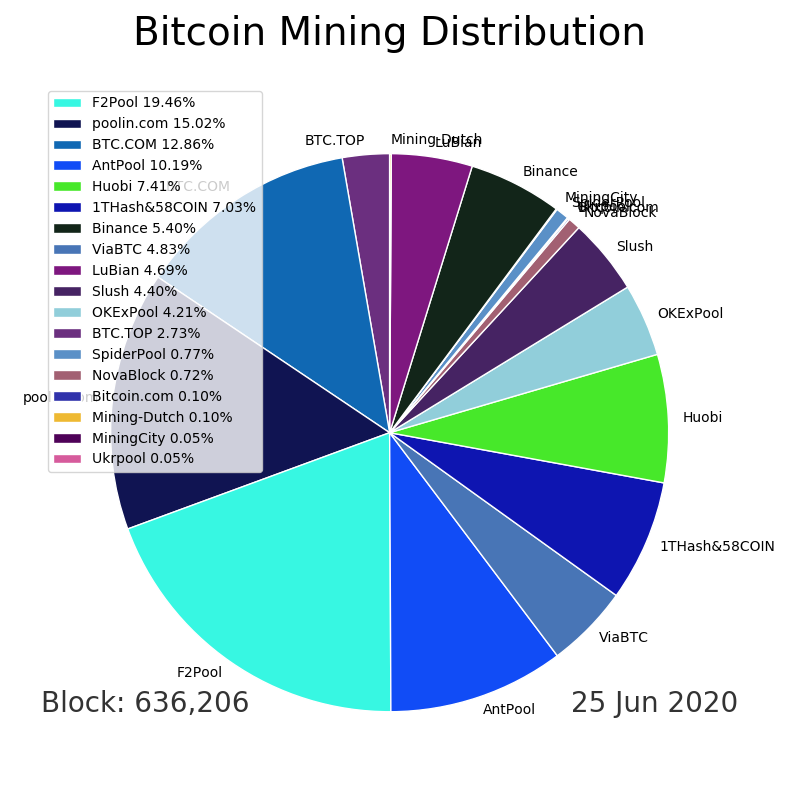 Bitcoin Mining Distribution
F2Pool 19.46%
poolin.com 15.02%
BTC.COM 12.86%
AntPool 10.19%
Huobi 7.41%
1THash&58COIN 7.03%
Binance 5.40%
ViaBTC 4.83%
LuBian 4.69%
Slush 4.40%
OKExPool 4.21%
BTC.TOP 2.73%
SpiderPool 0.77%
NovaBlock 0.72%
Bitcoin.com 0.10%
Mining-Dutch 0.10%
MiningCity 0.05%
Ukrpool 0.05%
BTC.TOP
Mining-Dutch
LuBian
Binance
MiningCity
SpiderPool
NovaBlock
Slush
OKExPool
Huobi
1THash&58COIN
ViaBTC
AntPool
F2Pool
BTC.COM
Block: 636,206
25 Jun 2020